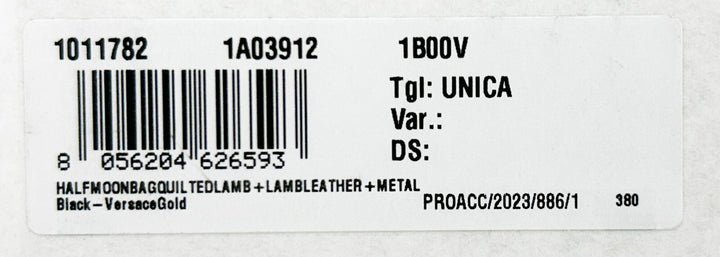 1011782 1A03912 1B00V
Tgl: UNICA
Var.:
DS:
8 056204 626593
HALFMOONBAGQUILTEDLAMB+LAMBLEATHER+METAL
Black-VersaceGold PROACC/2023/886/1 380